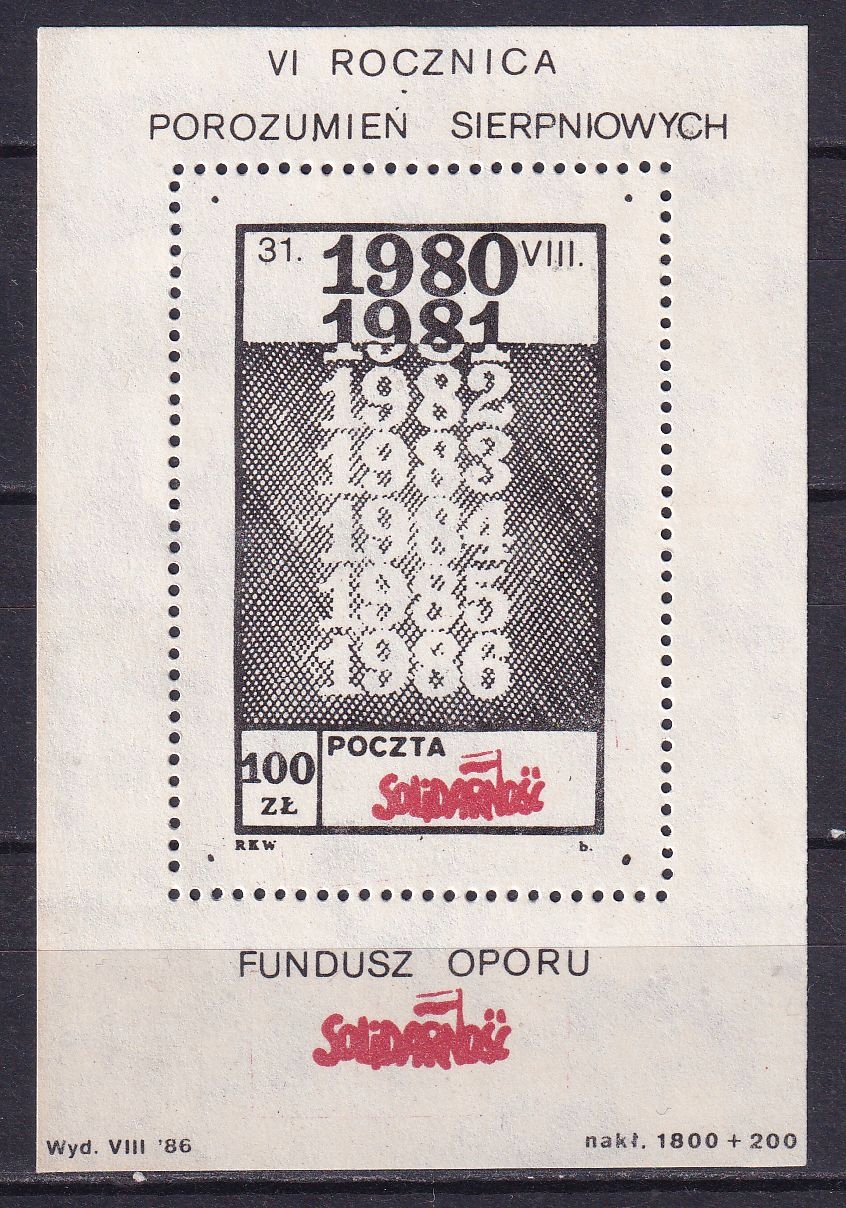 VI ROCZNICA
POROZUMIEŃ SIERPNIOWYCH
31. 1980 VIII.
1981
1982
1983
1984
1985
1986
100 ZŁ
POCZTA
SOLIDARNOŚĆ
RKW b.
FUNDUSZ OPORU
SOLIDARNOŚĆ
Wyd. VIII '86 nakł. 1800 + 200